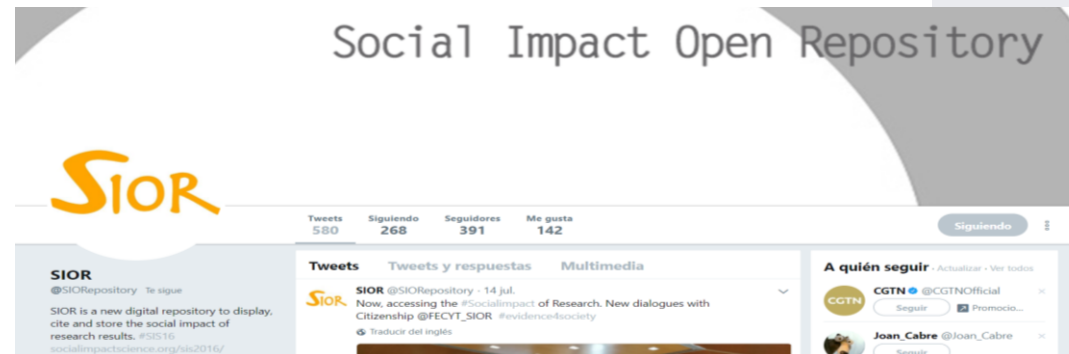 Social Impact Open Repository
SIOR
Tweets Siguiendo Seguidores Me gusta
580 268 391 142
Siguiendo
SIOR
@SIORepository Te sigue
SIOR is a new digital repository to display,
cite and store the social impact of
research results. #SIS16
socialimpactscience.org/sis2016/
Tweets Tweets y respuestas Multimedia
SIOR
SIOR @SIORepository · 14 jul.
Now, accessing the #Socialimpact of Research. New dialogues with
Citizenship @FECYT_SIOR #evidence4society
Traducir del inglés
A quién seguir · Actualizar · Ver todos
CGTN
CGTN @CGTNOfficial
Seguir Promocio...
Joan_Cabre @Joan_Cabre
Seguir